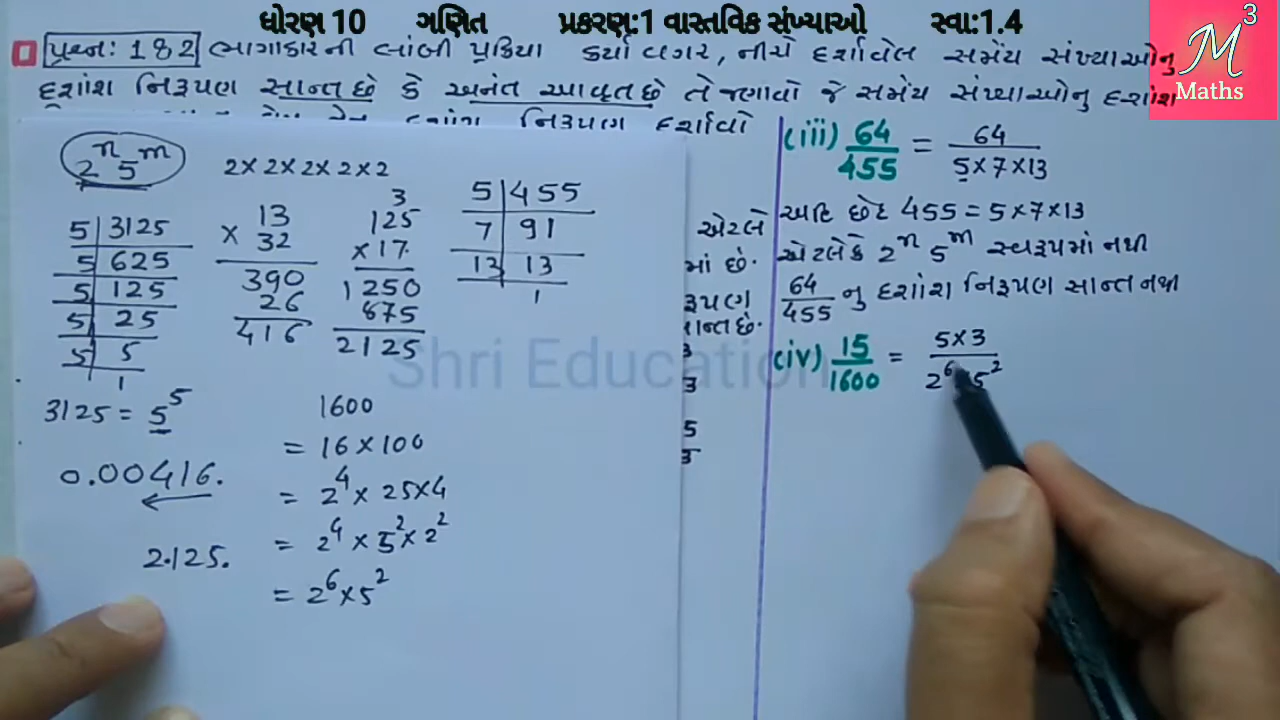 ધોરણ 10 ગણિત પ્રકરણ:1 વાસ્તવિક સંખ્યાઓ સ્વા:1.4
M 3
Maths
પ્રશ્ન: 1&2 ભાગાકારની લાંબી પ્રક્રિયા કર્યા વગર, નીચે દર્શાવેલ સંમેય સંખ્યાઓનુ
દશાંશ નિરૂપણ સાન્ત છે કે અનંત આવૃત છે તે જણાવો જે સંમેય સંખ્યાઓનુ દશાંશ
નિરૂપણ દર્શાવો
2^n 5^m
2×2×2×2×2
5 | 3125
5 | 625
5 | 125
5 | 25
5 | 5
1
13
× 32
390
26
416
3
125
×17
1250
875
2125
5 | 455
7 | 91
13 | 13
1
3125 = 5^5
0.00416.
2.125.
1600
= 16×100
= 2^4 × 25×4
= 2^4 × 5^2 × 2^2
= 2^6 × 5^2
એટલે
માં છે.
રૂપણ
ાન્ત છે.
3
3
5
3
(iii) 64/455 = 64/5×7×13
અહિ છેદ 455 = 5×7×13
એટલેકે 2^n 5^m સ્વરૂપમાં નથી
64/455 નુ દશાંશ નિરૂપણ સાન્ત નથી
(iv) 15/1600 = 5×3/2^6×5^2
Shri Education